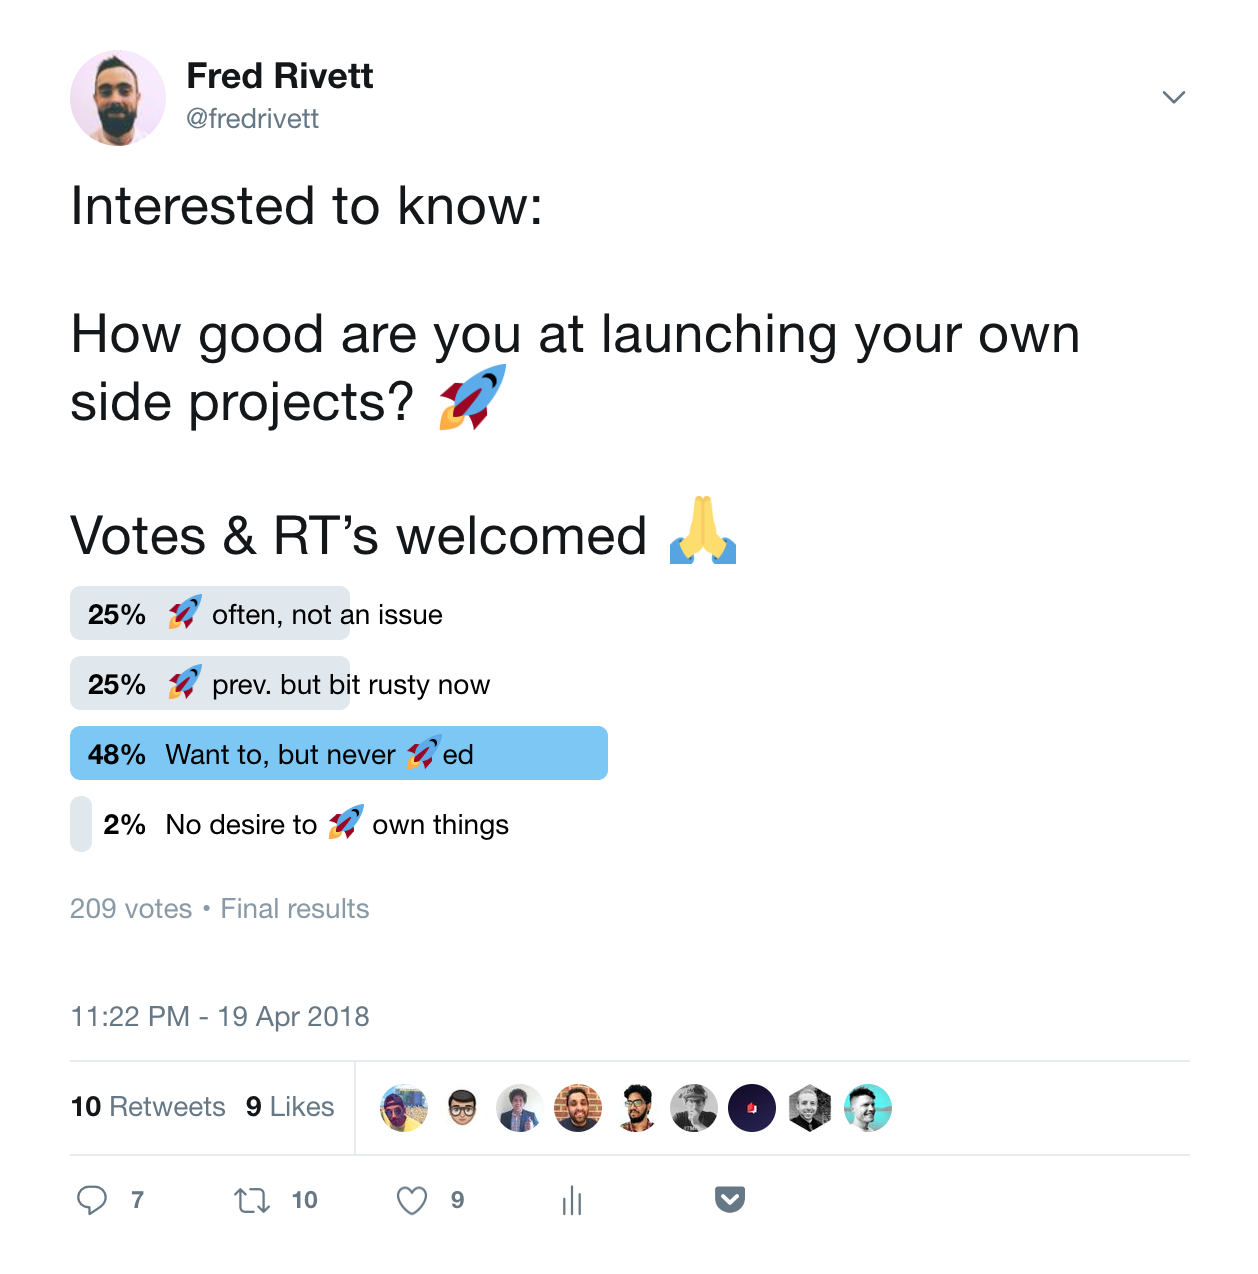 Fred Rivett
@fredrivett
Interested to know:
How good are you at launching your own
side projects? 🚀
Votes & RT’s welcomed 🙏
25% 🚀 often, not an issue
25% 🚀 prev. but bit rusty now
48% Want to, but never 🚀ed
2% No desire to 🚀 own things
209 votes • Final results
11:22 PM - 19 Apr 2018
10 Retweets 9 Likes
7 10 9